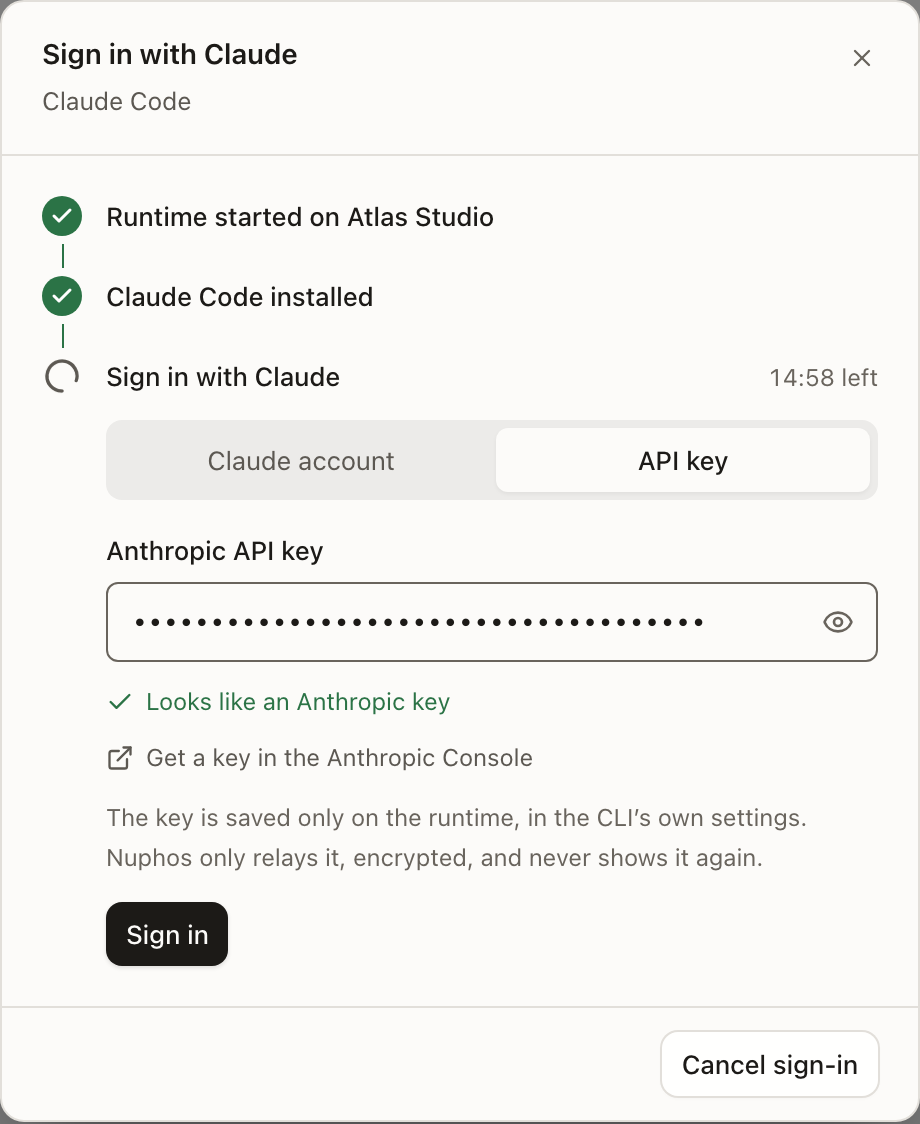 Sign in with Claude
Claude Code
Runtime started on Atlas Studio
Claude Code installed
Sign in with Claude
14:58 left
Claude account
API key
Anthropic API key
•••••••••••••••••••••••••••••••••••••
Looks like an Anthropic key
Get a key in the Anthropic Console
The key is saved only on the runtime, in the CLI’s own settings.
Nuphos only relays it, encrypted, and never shows it again.
Sign in
Cancel sign-in